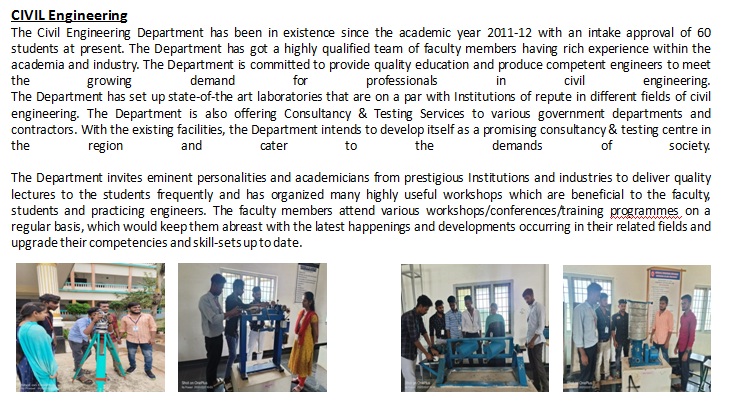 CIVIL Engineering
The Civil Engineering Department has been in existence since the academic year 2011-12 with an intake approval of 60
students at present. The Department has got a highly qualified team of faculty members having rich experience within the
academia and industry. The Department is committed to provide quality education and produce competent engineers to meet
the growing demand for professionals in civil engineering.
The Department has set up state-of-the art laboratories that are on a par with Institutions of repute in different fields of civil
engineering. The Department is also offering Consultancy & Testing Services to various government departments and
contractors. With the existing facilities, the Department intends to develop itself as a promising consultancy & testing centre in
the region and cater to the demands of society.
The Department invites eminent personalities and academicians from prestigious Institutions and industries to deliver quality
lectures to the students frequently and has organized many highly useful workshops which are beneficial to the faculty,
students and practicing engineers. The faculty members attend various workshops/conferences/training programmes on a
regular basis, which would keep them abreast with the latest happenings and developments occurring in their related fields and
upgrade their competencies and skill-sets up to date.
Shot on OnePlus
Shot on OnePlus
Shot on OnePlus